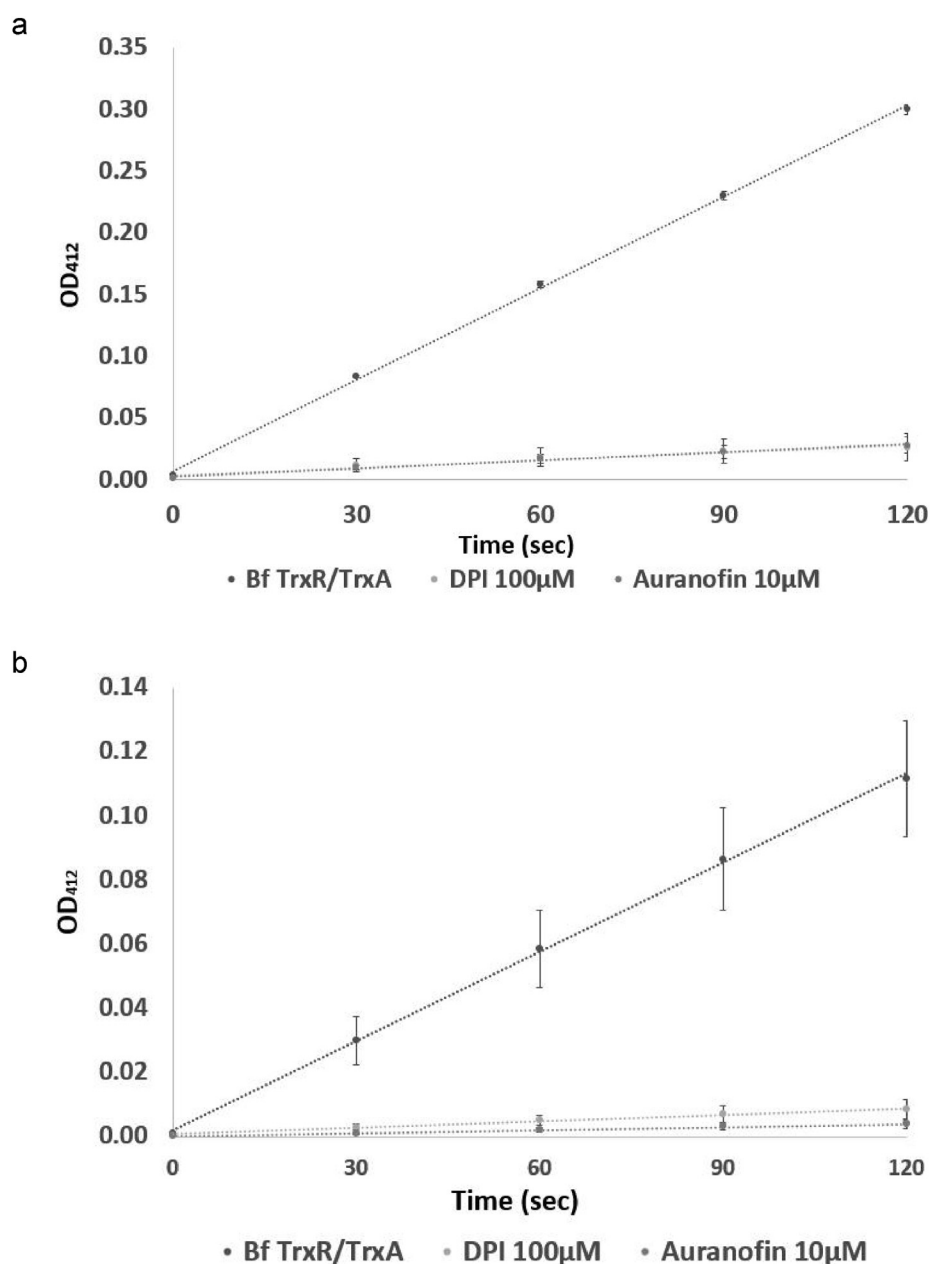 a
0.35
0.30
0.25
0.20
0.15
0.10
0.05
0.00
OD412
0 30 60 90 120
Time (sec)
Bf TrxR/TrxA DPI 100µM Auranofin 10µM
b
0.14
0.12
0.10
0.08
0.06
0.04
0.02
0.00
OD412
0 30 60 90 120
Time (sec)
Bf TrxR/TrxA DPI 100µM Auranofin 10µM